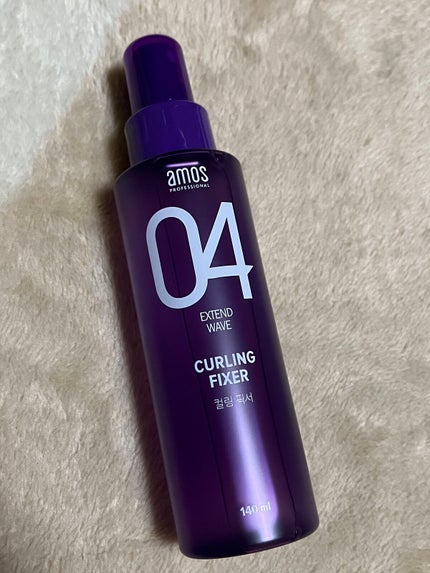 amos
PROFESSIONAL
04
EXTEND
WAVE
CURLING
FIXER
컬링 픽서
140 ml